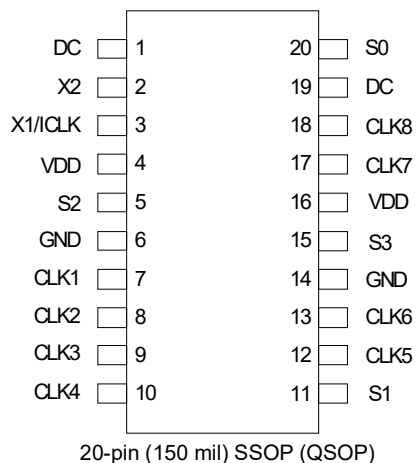 DC 1 20 S0
X2 2 19 DC
X1/ICLK 3 18 CLK8
VDD 4 17 CLK7
S2 5 16 VDD
GND 6 15 S3
CLK1 7 14 GND
CLK2 8 13 CLK6
CLK3 9 12 CLK5
CLK4 10 11 S1
20-pin (150 mil) SSOP (QSOP)